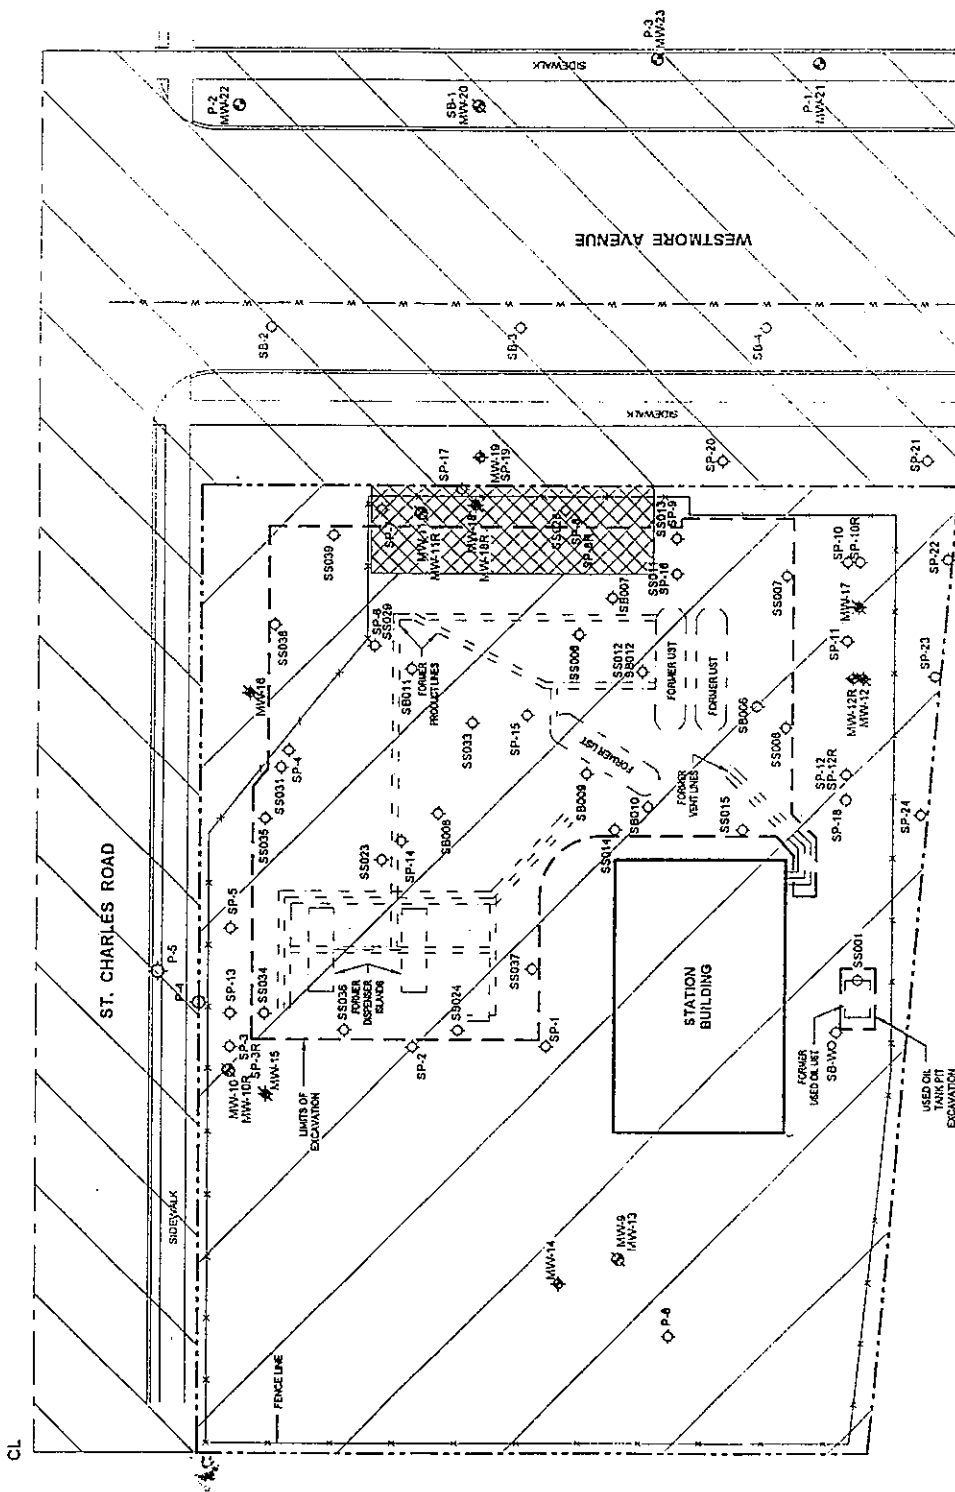 CL
ST. CHARLES ROAD
WESTMORE AVENUE
SIDEWALK
SIDEWALK
SIDEWALK
P-3
MW-23
P-2
MW-22
SB-1
MW-20
P-1
MW-21
SB-2
SB-3
SB-4
SP-17
MW-19
SP-19
SP-20
SP-21
SS039
MW-11R
MW-18R
SP-8R
SS013
SP-9
SS011
SP-16
SP-10
SP-10R
SP-22
SS038
SP-6
SS029
SB007
SS007
MW-17
MW-16
SB011
FORMER
PRODUCT LINES
SS006
SS012
SB012
FORMER UST
FORMER UST
SP-11
SP-23
MW-12R
MW-12
SS033
SP-15
SB006
SS008
FORMER UST
SP-4
SS031
SS035
SB009
SB010
FORMER
VENT LINES
SP-12
SP-12R
SP-18
SP-24
SB008
SP-14
SS023
SS014
SS015
SP-5
P-5
P-4
SP-13
SS034
SS036
FORMER
DISPENSER
ISLANDS
SS037
SS024
SP-1
SP-2
SP-3
SP-3R
MW-10
MW-10R
MW-15
LIMITS OF
EXCAVATION
STATION
BUILDING
SS001
FORMER
USED OIL UST
SB-WO
USED OIL
TANK PIT
EXCAVATION
MW-14
MW-9
MW-13
P-6
FENCE LINE